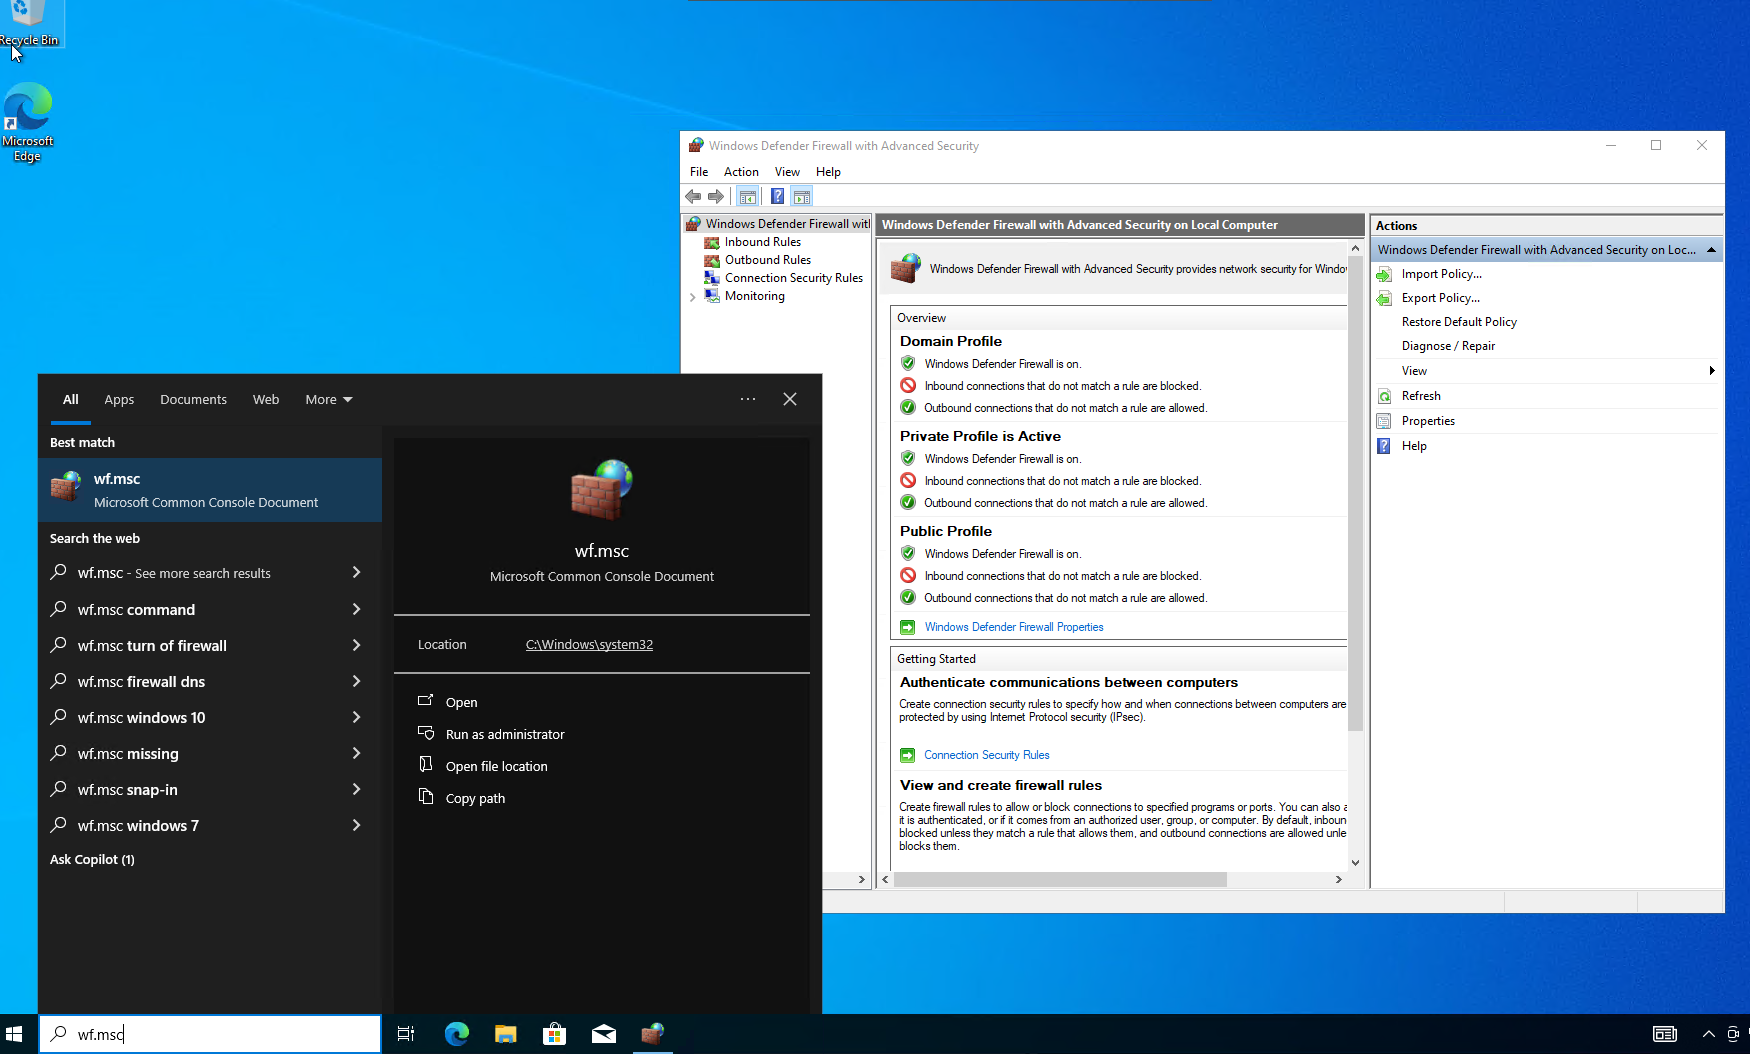 Recycle Bin
Microsoft
Edge
Windows Defender Firewall with Advanced Security
File Action View Help
Windows Defender Firewall wit
Inbound Rules
Outbound Rules
Connection Security Rules
Monitoring
Windows Defender Firewall with Advanced Security on Local Computer
Windows Defender Firewall with Advanced Security provides network security for Windo
Overview
Domain Profile
Windows Defender Firewall is on.
Inbound connections that do not match a rule are blocked.
Outbound connections that do not match a rule are allowed.
Private Profile is Active
Windows Defender Firewall is on.
Inbound connections that do not match a rule are blocked.
Outbound connections that do not match a rule are allowed.
Public Profile
Windows Defender Firewall is on.
Inbound connections that do not match a rule are blocked.
Outbound connections that do not match a rule are allowed.
Windows Defender Firewall Properties
Getting Started
Authenticate communications between computers
Create connection security rules to specify how and when connections between computers are
protected by using Internet Protocol security (IPsec).
Connection Security Rules
View and create firewall rules
Create firewall rules to allow or block connections to specified programs or ports. You can also a
it is authenticated, or if it comes from an authorized user, group, or computer. By default, inboun
blocked unless they match a rule that allows them, and outbound connections are allowed unle
blocks them.
Actions
Windows Defender Firewall with Advanced Security on Loc...
Import Policy...
Export Policy...
Restore Default Policy
Diagnose / Repair
View
Refresh
Properties
Help
All Apps Documents Web More
Best match
wf.msc
Microsoft Common Console Document
Search the web
wf.msc - See more search results
wf.msc command
wf.msc turn of firewall
wf.msc firewall dns
wf.msc windows 10
wf.msc missing
wf.msc snap-in
wf.msc windows 7
Ask Copilot (1)
wf.msc
Microsoft Common Console Document
Location C:\Windows\system32
Open
Run as administrator
Open file location
Copy path
wf.msc